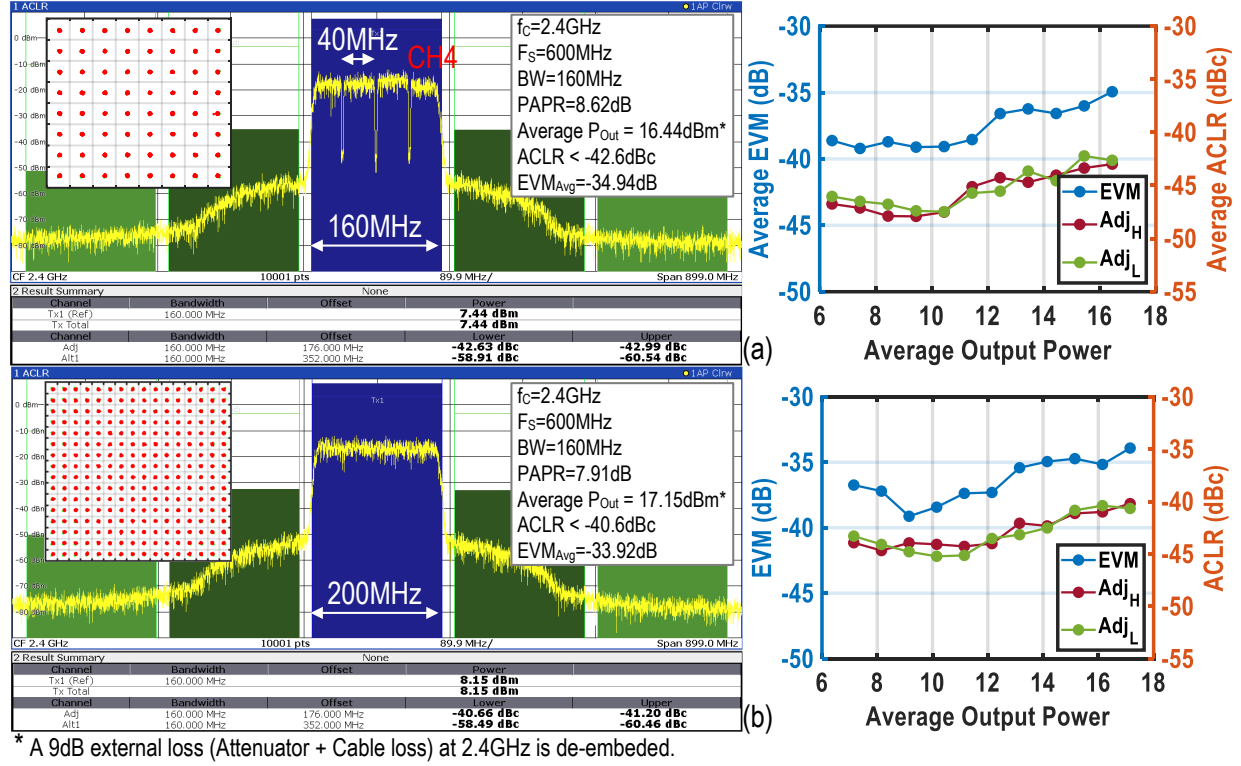 1 ACLR
1AP Clrw
0 dBm
-10 dBm
-20 dBm
-60 dBm
-70 dBm
-80 dBm
40MHz
CH4
160MHz
fC=2.4GHz
FS=600MHz
BW=160MHz
PAPR=8.62dB
Average POut = 16.44dBm*
ACLR < -42.6dBc
EVMAvg=-34.94dB
CF 2.4 GHz 10001 pts 89.9 MHz/ Span 899.0 MHz
2 Result Summary None
Channel Bandwidth Offset Power
Tx1 (Ref) 160.000 MHz 7.44 dBm
Tx Total 7.44 dBm
Channel Bandwidth Offset Lower Upper
Adj 160.000 MHz 176.000 MHz -42.63 dBc -42.99 dBc
Alt1 160.000 MHz 352.000 MHz -58.91 dBc -60.54 dBc
(a)
Average EVM (dB)
-30
-35
-40
-45
-50
EVM
AdjH
AdjL
-30
-35
-40
-45
-50
-55
Average ACLR (dBc)
6 8 10 12 14 16 18
Average Output Power
1 ACLR
1AP Clrw
0 dBm
-10 dBm
-20 dBm
-60 dBm
-70 dBm
-80 dBm
Tx1
200MHz
fC=2.4GHz
FS=600MHz
BW=160MHz
PAPR=7.91dB
Average POut = 17.15dBm*
ACLR < -40.6dBc
EVMAvg=-33.92dB
CF 2.4 GHz 10001 pts 89.9 MHz/ Span 899.0 MHz
2 Result Summary None
Channel Bandwidth Offset Power
Tx1 (Ref) 160.000 MHz 8.15 dBm
Tx Total 8.15 dBm
Channel Bandwidth Offset Lower Upper
Adj 160.000 MHz 176.000 MHz -40.66 dBc -41.20 dBc
Alt1 160.000 MHz 352.000 MHz -58.49 dBc -60.46 dBc
(b)
EVM (dB)
-30
-35
-40
-45
-50
EVM
AdjH
AdjL
-30
-35
-40
-45
-50
-55
ACLR (dBc)
6 8 10 12 14 16 18
Average Output Power
* A 9dB external loss (Attenuator + Cable loss) at 2.4GHz is de-embeded.